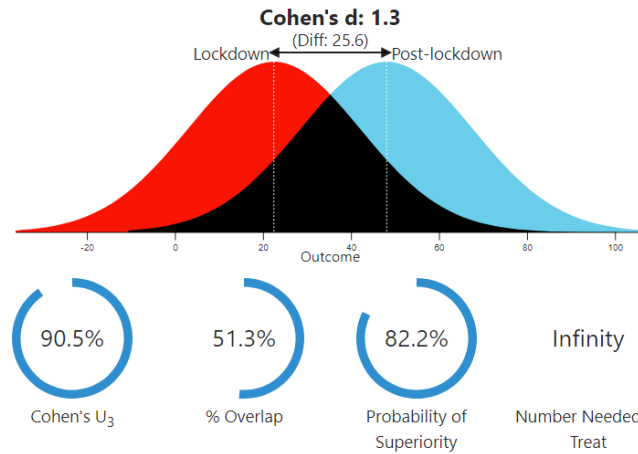 Cohen's d: 1.3
(Diff: 25.6)
Lockdown Post-lockdown
-20 0 20 40 60 80 100
Outcome
90.5% 51.3% 82.2% Infinity
Cohen's U3 % Overlap Probability of Number Needed
Superiority Treat